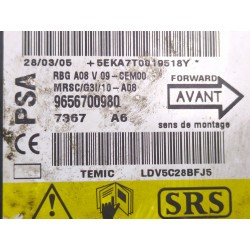 28/03/05 +5EKA7T0019518Y*
RBG A08 V 09-CEM00
MRSC/G3I/10-A08
FORWARD
PSA
9656700980
AVANT
7367 A6
sens de montage
CE
TEMIC LDV5C28BFJ5
SRS